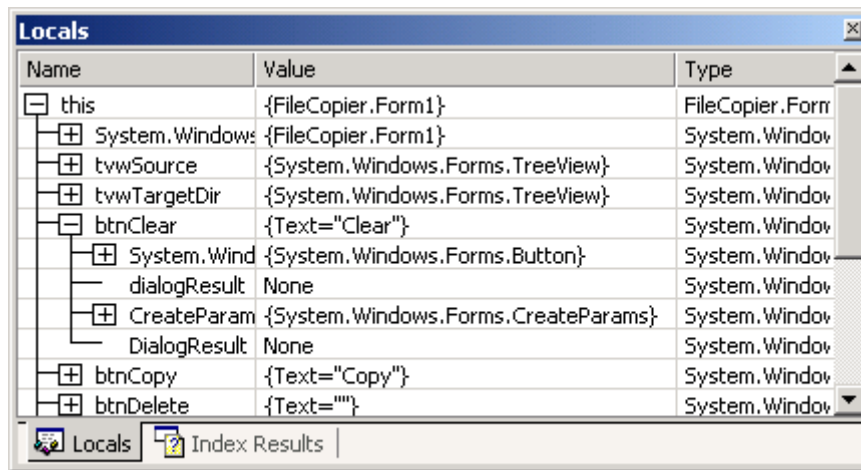 Locals
Name Value Type
this {FileCopier.Form1} FileCopier.Form
System.Windows {FileCopier.Form1} System.Window
tvwSource {System.Windows.Forms.TreeView} System.Window
tvwTargetDir {System.Windows.Forms.TreeView} System.Window
btnClear {Text="Clear"} System.Window
System.Wind {System.Windows.Forms.Button} System.Window
dialogResult None System.Window
CreateParam {System.Windows.Forms.CreateParams} System.Window
DialogResult None System.Window
btnCopy {Text="Copy"} System.Window
btnDelete {Text=""} System.Window
Locals Index Results